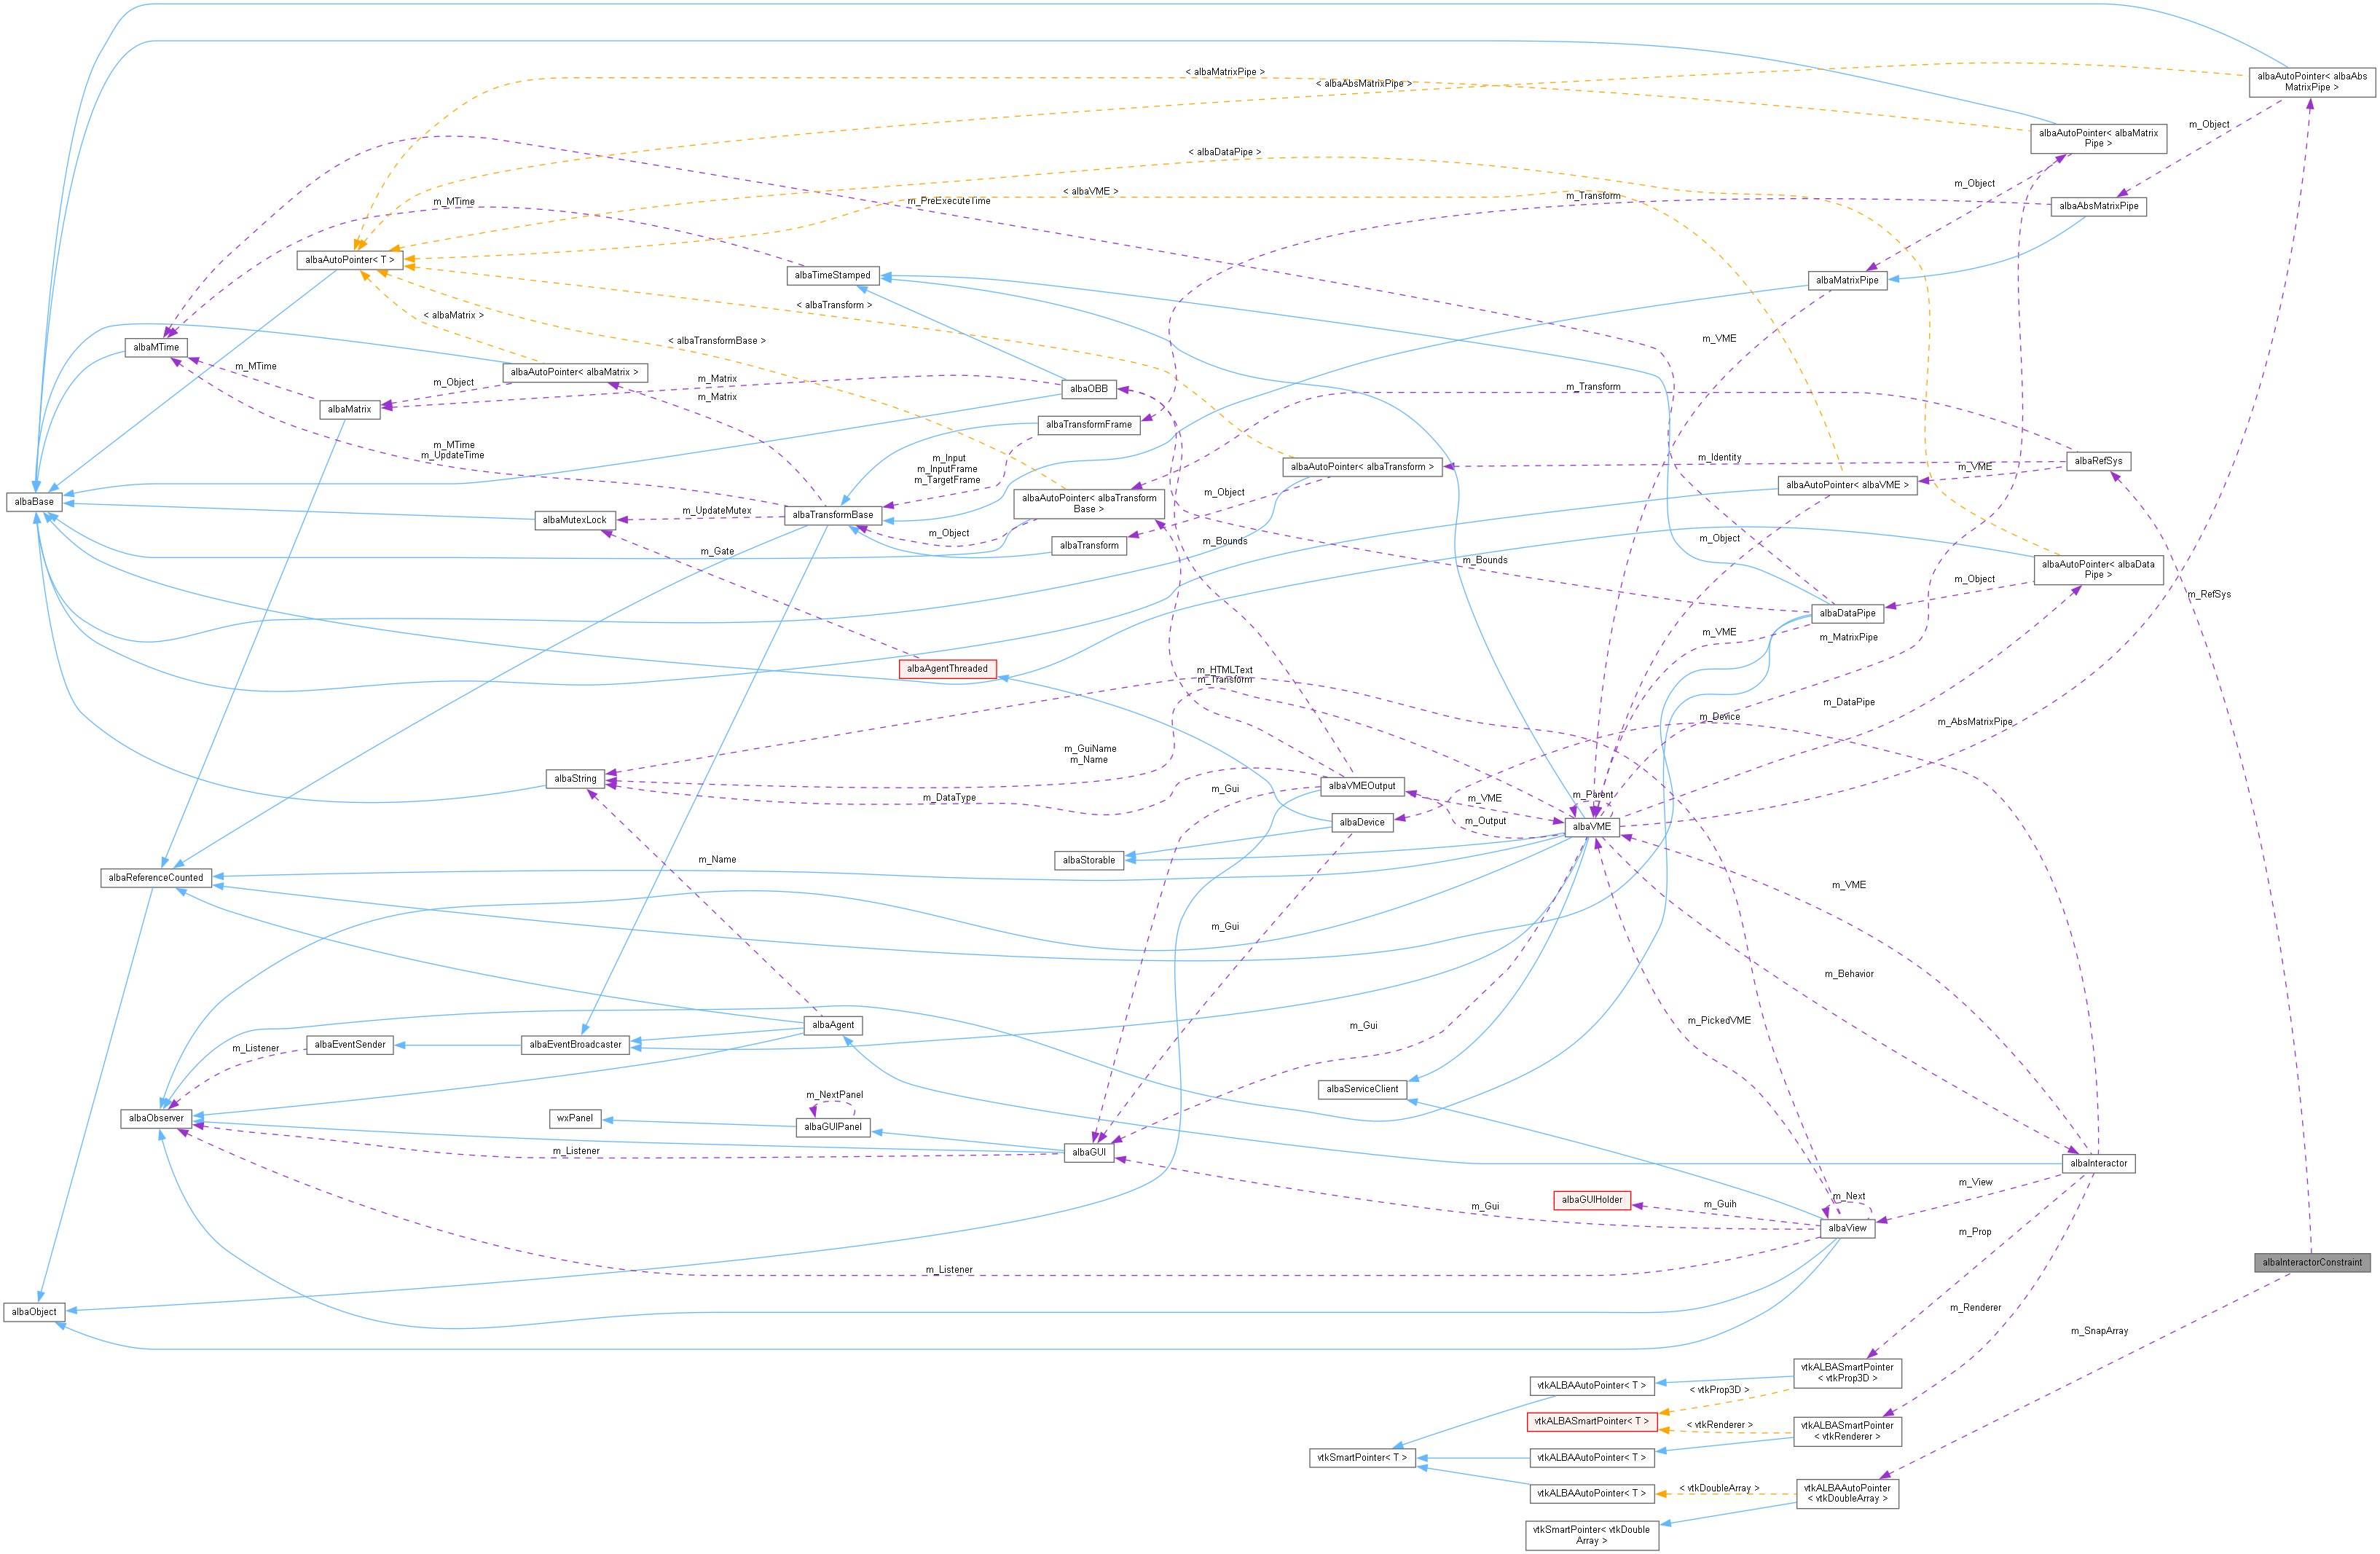 < albaMatrixPipe >
albaAutoPointer< albaAbs
MatrixPipe >
< albaAbsMatrixPipe >
m_Object
albaAutoPointer< albaMatrix
Pipe >
< albaDataPipe >
m_Object
< albaVME >
m_Transform
m_MTime
m_PreExecuteTime
albaAbsMatrixPipe
albaAutoPointer< T >
albaTimeStamped
albaMatrixPipe
< albaTransform >
< albaMatrix >
< albaTransformBase >
m_VME
albaMTime
albaAutoPointer< albaMatrix >
m_MTime
m_Object
m_Matrix
albaOBB
m_Transform
m_Matrix
albaMatrix
albaTransformFrame
m_MTime
m_UpdateTime
m_Input
m_InputFrame
m_TargetFrame
albaAutoPointer< albaTransform >
m_Identity
albaRefSys
m_VME
albaAutoPointer< albaVME >
albaBase
albaAutoPointer< albaTransform
Base >
m_Object
albaMutexLock
m_UpdateMutex
albaTransformBase
m_Object
albaTransform
m_Gate
m_Bounds
m_Object
m_Bounds
albaAutoPointer< albaData
Pipe >
m_Object
m_RefSys
albaDataPipe
m_VME
m_MatrixPipe
albaAgentThreaded
m_HTMLText
m_Transform
m_DataPipe
m_Device
m_AbsMatrixPipe
m_GuiName
m_Name
albaString
albaVMEOutput
m_DataType
m_Gui
m_VME
m_Parent
m_Output
albaDevice
albaVME
m_Name
albaStorable
albaReferenceCounted
m_VME
m_Gui
m_Behavior
albaAgent
m_PickedVME
m_Gui
albaEventSender
m_Listener
albaEventBroadcaster
albaServiceClient
m_NextPanel
albaObserver
wxPanel
albaGUIPanel
m_Listener
albaGUI
albaInteractor
m_View
albaGUIHolder
m_Guih
m_Next
m_Gui
albaView
m_Prop
m_Listener
albaInteractorConstraint
albaObject
m_Renderer
m_SnapArray
vtkALBASmartPointer
< vtkProp3D >
vtkALBAAutoPointer< T >
< vtkProp3D >
vtkALBASmartPointer< T >
< vtkRenderer >
vtkALBASmartPointer
< vtkRenderer >
vtkSmartPointer< T >
vtkALBAAutoPointer< T >
vtkALBAAutoPointer< T >
< vtkDoubleArray >
vtkALBAAutoPointer
< vtkDoubleArray >
vtkSmartPointer< vtkDouble
Array >